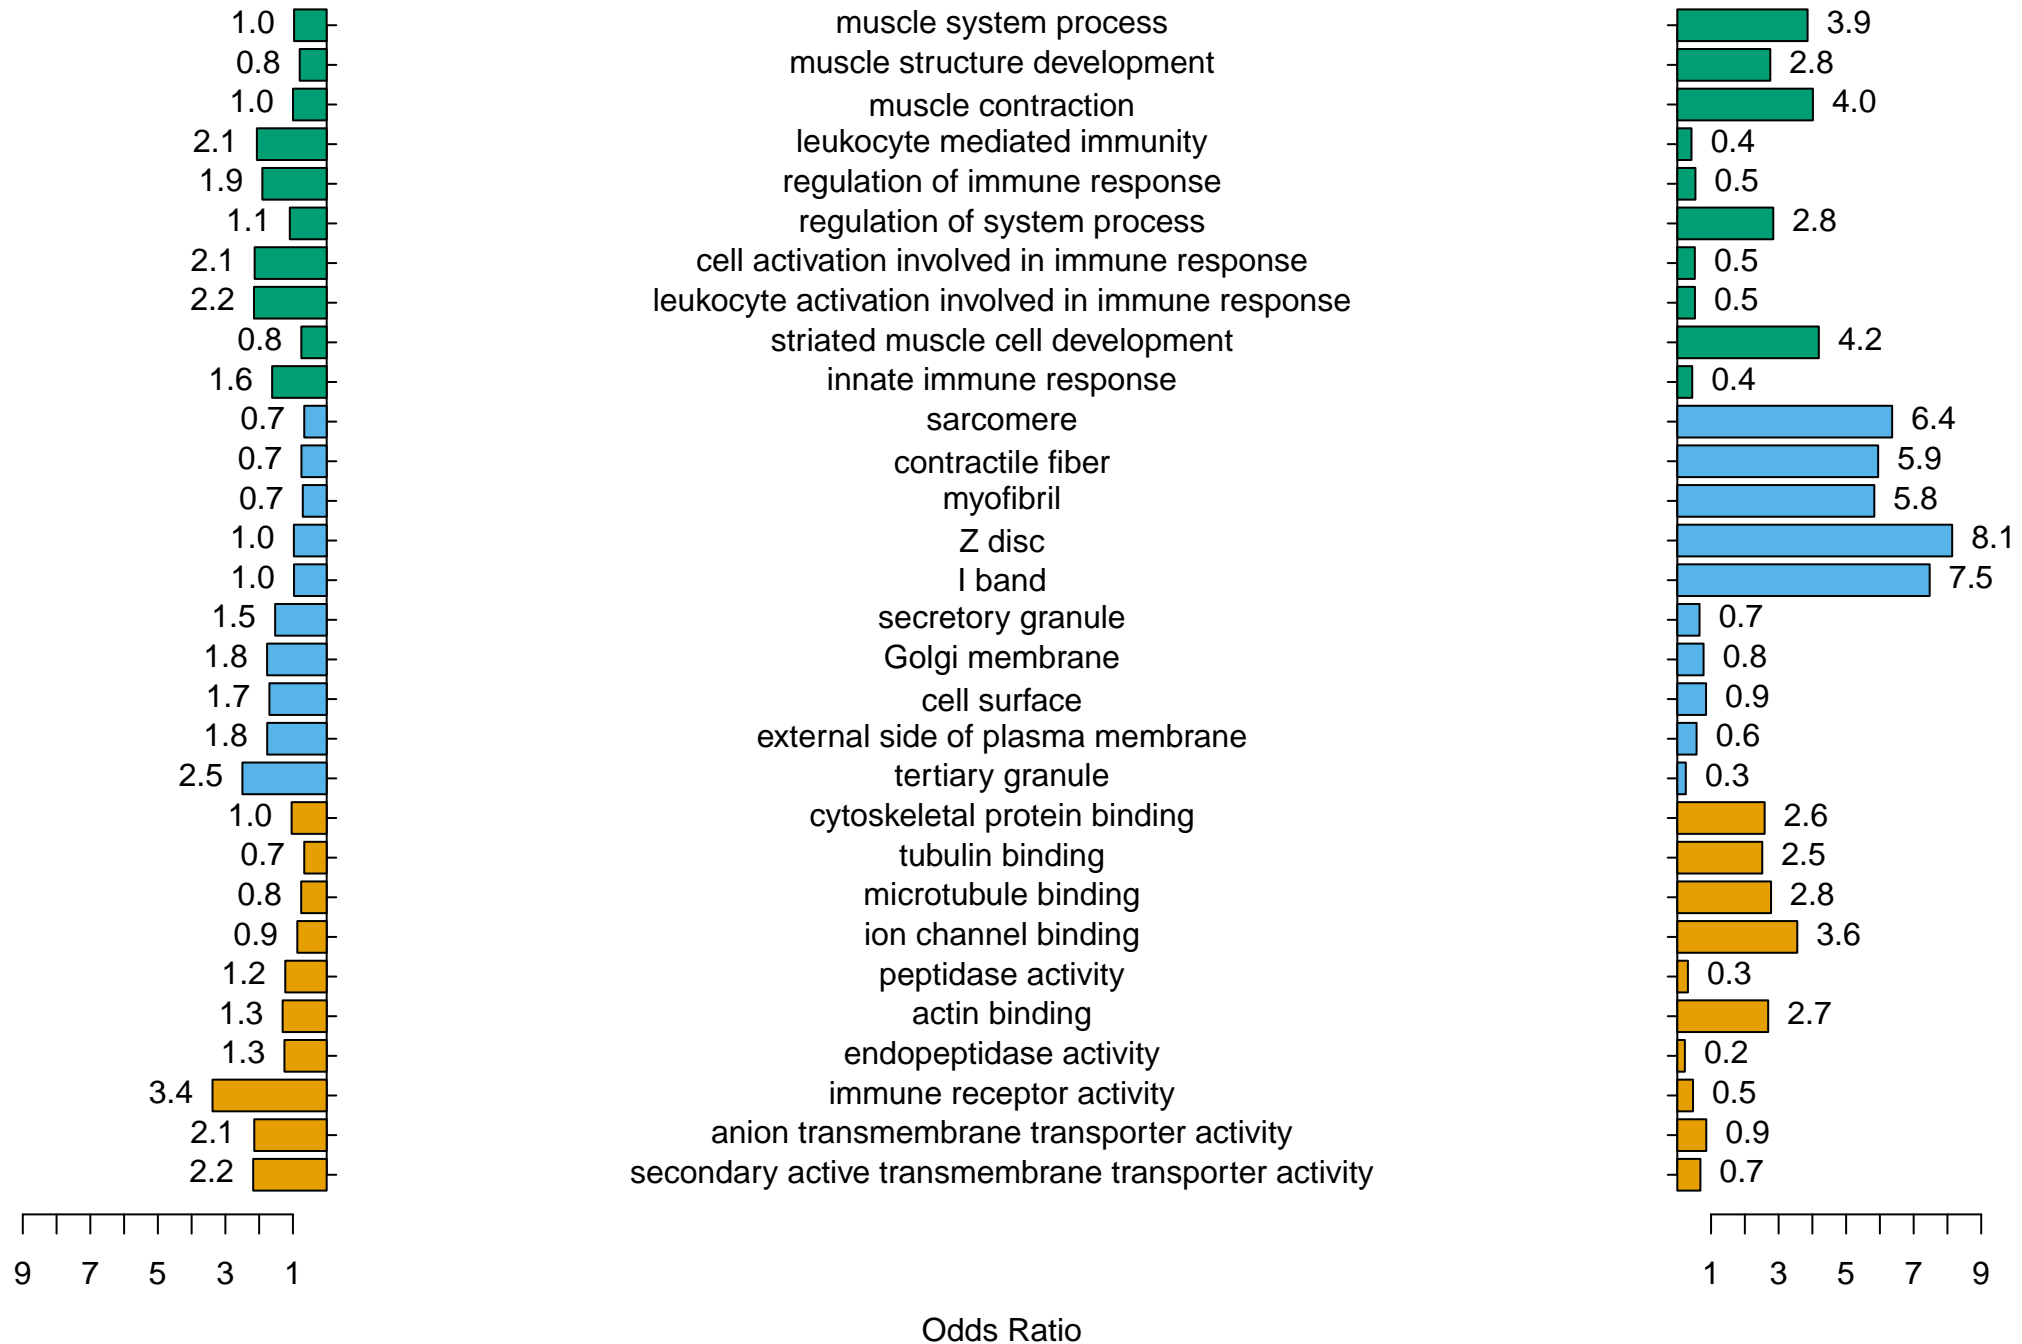 1.0 muscle system process 3.9
0.8 muscle structure development 2.8
1.0 muscle contraction 4.0
2.1 leukocyte mediated immunity 0.4
1.9 regulation of immune response 0.5
1.1 regulation of system process 2.8
2.1 cell activation involved in immune response 0.5
2.2 leukocyte activation involved in immune response 0.5
0.8 striated muscle cell development 4.2
1.6 innate immune response 0.4
0.7 sarcomere 6.4
0.7 contractile fiber 5.9
0.7 myofibril 5.8
1.0 Z disc 8.1
1.0 I band 7.5
1.5 secretory granule 0.7
1.8 Golgi membrane 0.8
1.7 cell surface 0.9
1.8 external side of plasma membrane 0.6
2.5 tertiary granule 0.3
1.0 cytoskeletal protein binding 2.6
0.7 tubulin binding 2.5
0.8 microtubule binding 2.8
0.9 ion channel binding 3.6
1.2 peptidase activity 0.3
1.3 actin binding 2.7
1.3 endopeptidase activity 0.2
3.4 immune receptor activity 0.5
2.1 anion transmembrane transporter activity 0.9
2.2 secondary active transmembrane transporter activity 0.7
9 7 5 3 1 1 3 5 7 9
Odds Ratio